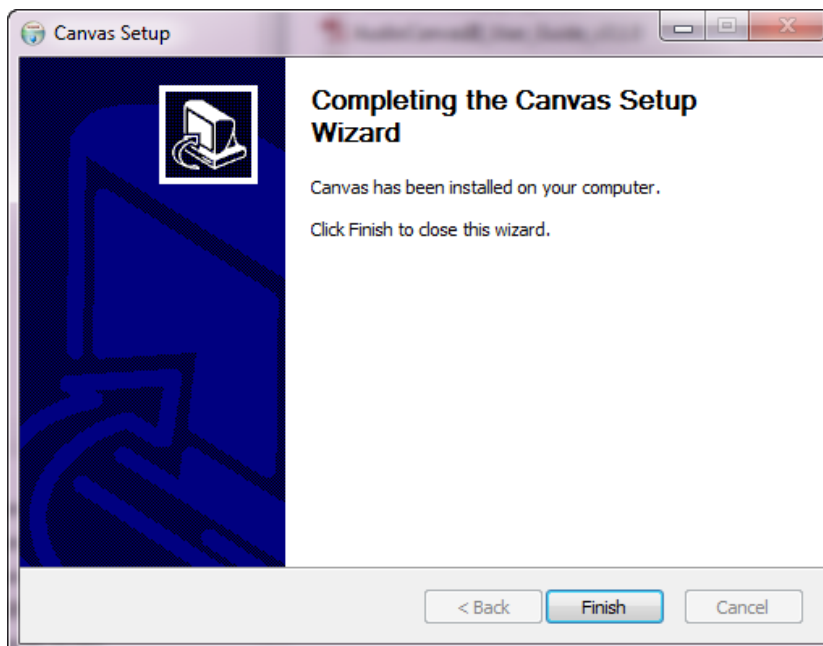 Canvas Setup
Completing the Canvas Setup
Wizard
Canvas has been installed on your computer.
Click Finish to close this wizard.
< Back
Finish
Cancel